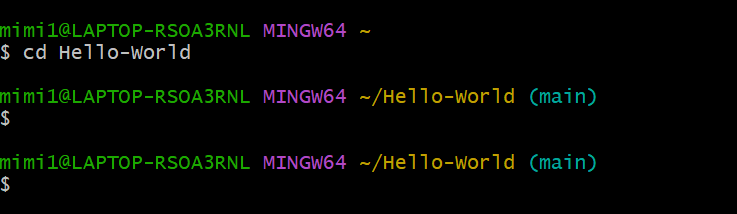 mimi1@LAPTOP-RSOA3RNL MINGW64 ~
$ cd Hello-World
mimi1@LAPTOP-RSOA3RNL MINGW64 ~/Hello-World (main)
$
mimi1@LAPTOP-RSOA3RNL MINGW64 ~/Hello-World (main)
$